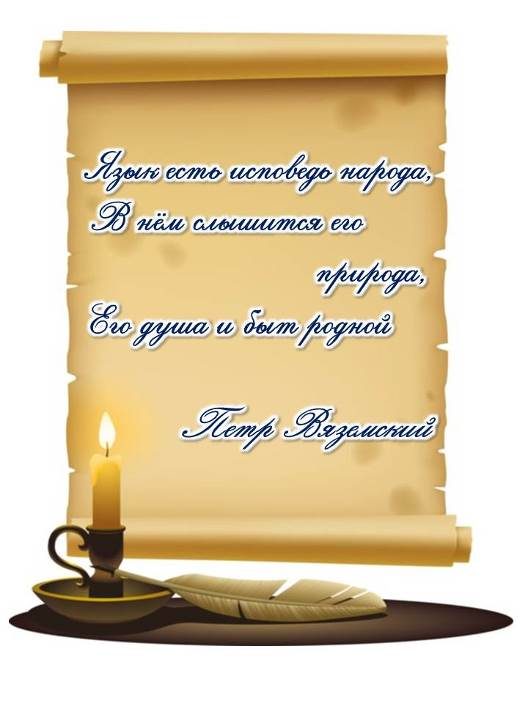 Язык есть исповедь народа,
В нём слышится его
природа,
Его душа и быт родной
Петр Вяземский